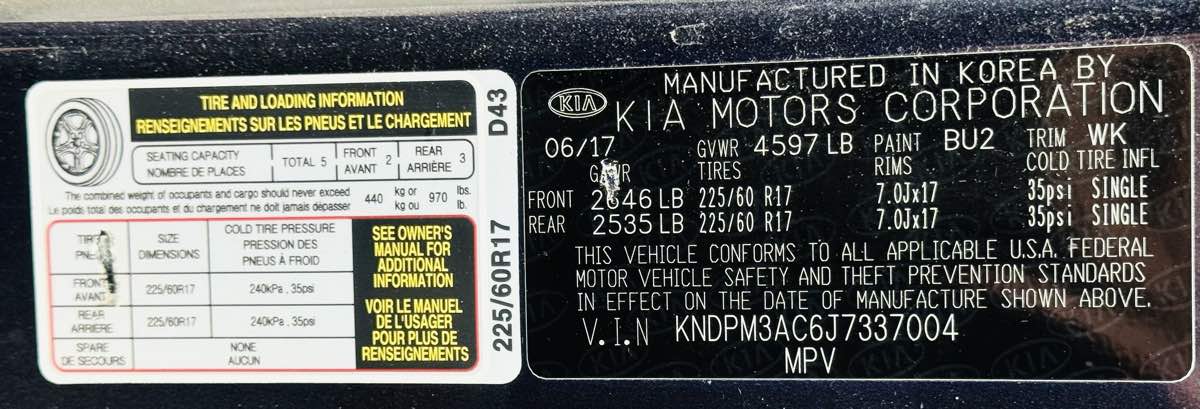 TIRE AND LOADING INFORMATION
RENSEIGNEMENTS SUR LES PNEUS ET LE CHARGEMENT
SEATING CAPACITY
NOMBRE DE PLACES
TOTAL 5
FRONT
AVANT
2
REAR
ARRIÈRE
3
The combined weight of occupants and cargo should never exceed
Le poids total des occupants et du chargement ne doit jamais dépasser
440 kg or
kg ou
970 lbs.
lb.
SIZE
DIMENSIONS
COLD TIRE PRESSURE
PRESSION DES
PNEUS À FROID
FRONT
AVANT
225/60R17
240kPa . 35psi
REAR
ARRIÈRE
225/60R17
240kPa . 35psi
SPARE
DE SECOURS
NONE
AUCUN
SEE OWNER'S
MANUAL FOR
ADDITIONAL
INFORMATION
VOIR LE MANUEL
DE L'USAGER
POUR PLUS DE
RENSEIGNEMENTS
225/60R17 D43
MANUFACTURED IN KOREA BY
KIA KIA MOTORS CORPORATION
06/17 GVWR 4597 LB PAINT BU2 TRIM WK
TIRES RIMS COLD TIRE INFL
FRONT 2646 LB 225/60 R17 7.0Jx17 35psi SINGLE
REAR 2535 LB 225/60 R17 7.0Jx17 35psi SINGLE
THIS VEHICLE CONFORMS TO ALL APPLICABLE U.S.A. FEDERAL
MOTOR VEHICLE SAFETY AND THEFT PREVENTION STANDARDS
IN EFFECT ON THE DATE OF MANUFACTURE SHOWN ABOVE.
V.I.N KNDPM3AC6J7337004
MPV